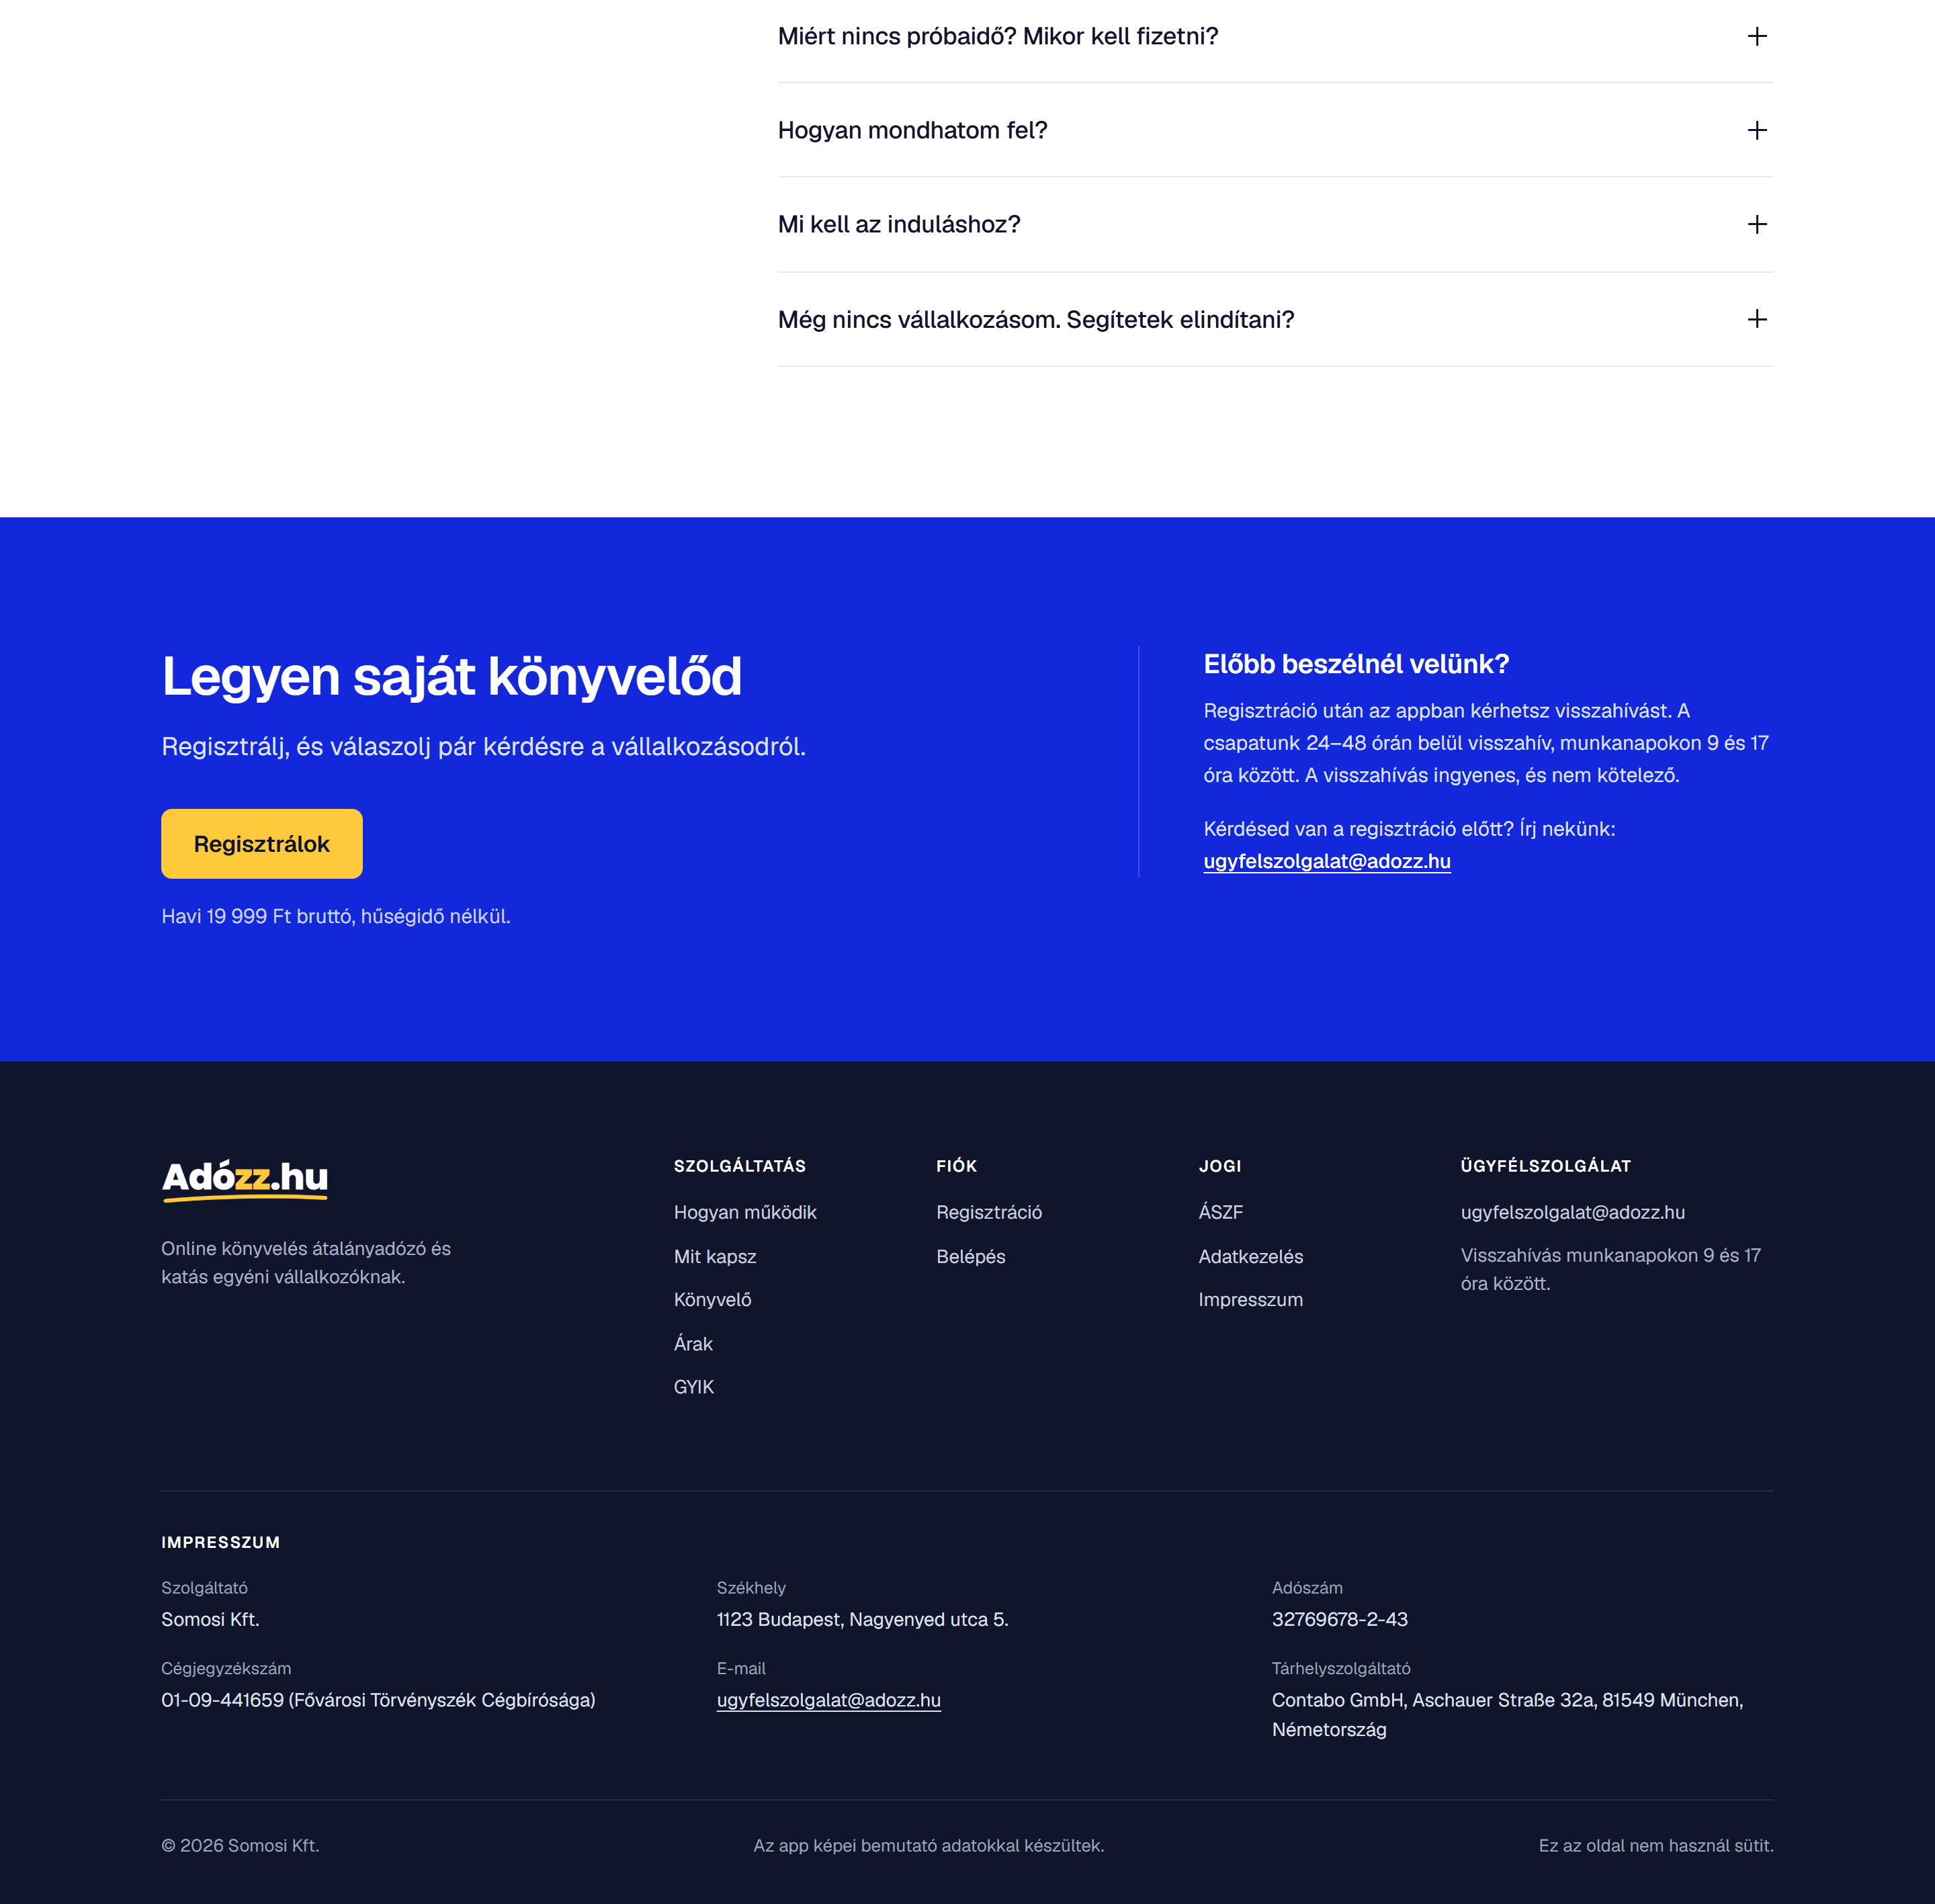 Miért nincs próbaidő? Mikor kell fizetni?
Hogyan mondhatom fel?
Mi kell az induláshoz?
Még nincs vállalkozásom. Segítetek elindítani?
Legyen saját könyvelőd
Regisztrálj, és válaszolj pár kérdésre a vállalkozásodról.
Regisztrálok
Havi 19 999 Ft bruttó, hűségidő nélkül.
Előbb beszélnél velünk?
Regisztráció után az appban kérhetsz visszahívást. A
csapatunk 24–48 órán belül visszahív, munkanapokon 9 és 17
óra között. A visszahívás ingyenes, és nem kötelező.
Kérdésed van a regisztráció előtt? Írj nekünk:
ugyfelszolgalat@adozz.hu
Adózz.hu
Online könyvelés átalányadózó és
katás egyéni vállalkozóknak.
SZOLGÁLTATÁS
Hogyan működik
Mit kapsz
Könyvelő
Árak
GYIK
FIÓK
Regisztráció
Belépés
JOGI
ÁSZF
Adatkezelés
Impresszum
ÜGYFÉLSZOLGÁLAT
ugyfelszolgalat@adozz.hu
Visszahívás munkanapokon 9 és 17
óra között.
IMPRESSZUM
Szolgáltató
Somosi Kft.
Székhely
1123 Budapest, Nagyenyed utca 5.
Adószám
32769678-2-43
Cégjegyzékszám
01-09-441659 (Fővárosi Törvényszék Cégbírósága)
E-mail
ugyfelszolgalat@adozz.hu
Tárhelyszolgáltató
Contabo GmbH, Aschauer Straße 32a, 81549 München,
Németország
© 2026 Somosi Kft.
Az app képei bemutató adatokkal készültek.
Ez az oldal nem használ sütit.